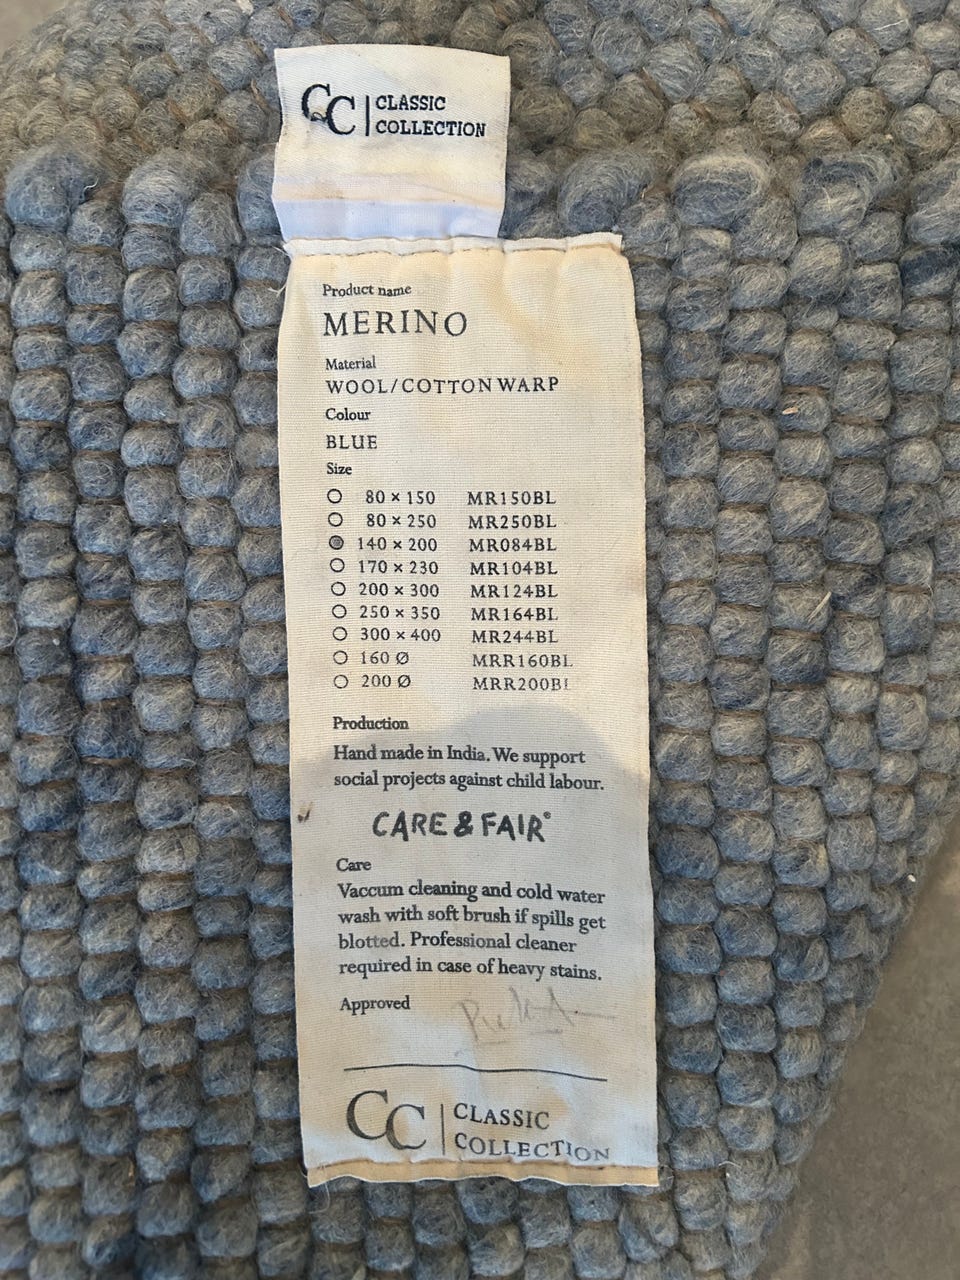 CC | CLASSIC
COLLECTION
Product name
MERINO
Material
WOOL/COTTON WARP
Colour
BLUE
Size
80 × 150 MR150BL
80 × 250 MR250BL
140 × 200 MR084BL
170 × 230 MR104BL
200 × 300 MR124BL
250 × 350 MR164BL
300 × 400 MR244BL
160 Ø MRR160BL
200 Ø MRR200BL
Production
Hand made in India. We support
social projects against child labour.
CARE & FAIR®
Care
Vaccum cleaning and cold water
wash with soft brush if spills get
blotted. Professional cleaner
required in case of heavy stains.
Approved
CC | CLASSIC
COLLECTION